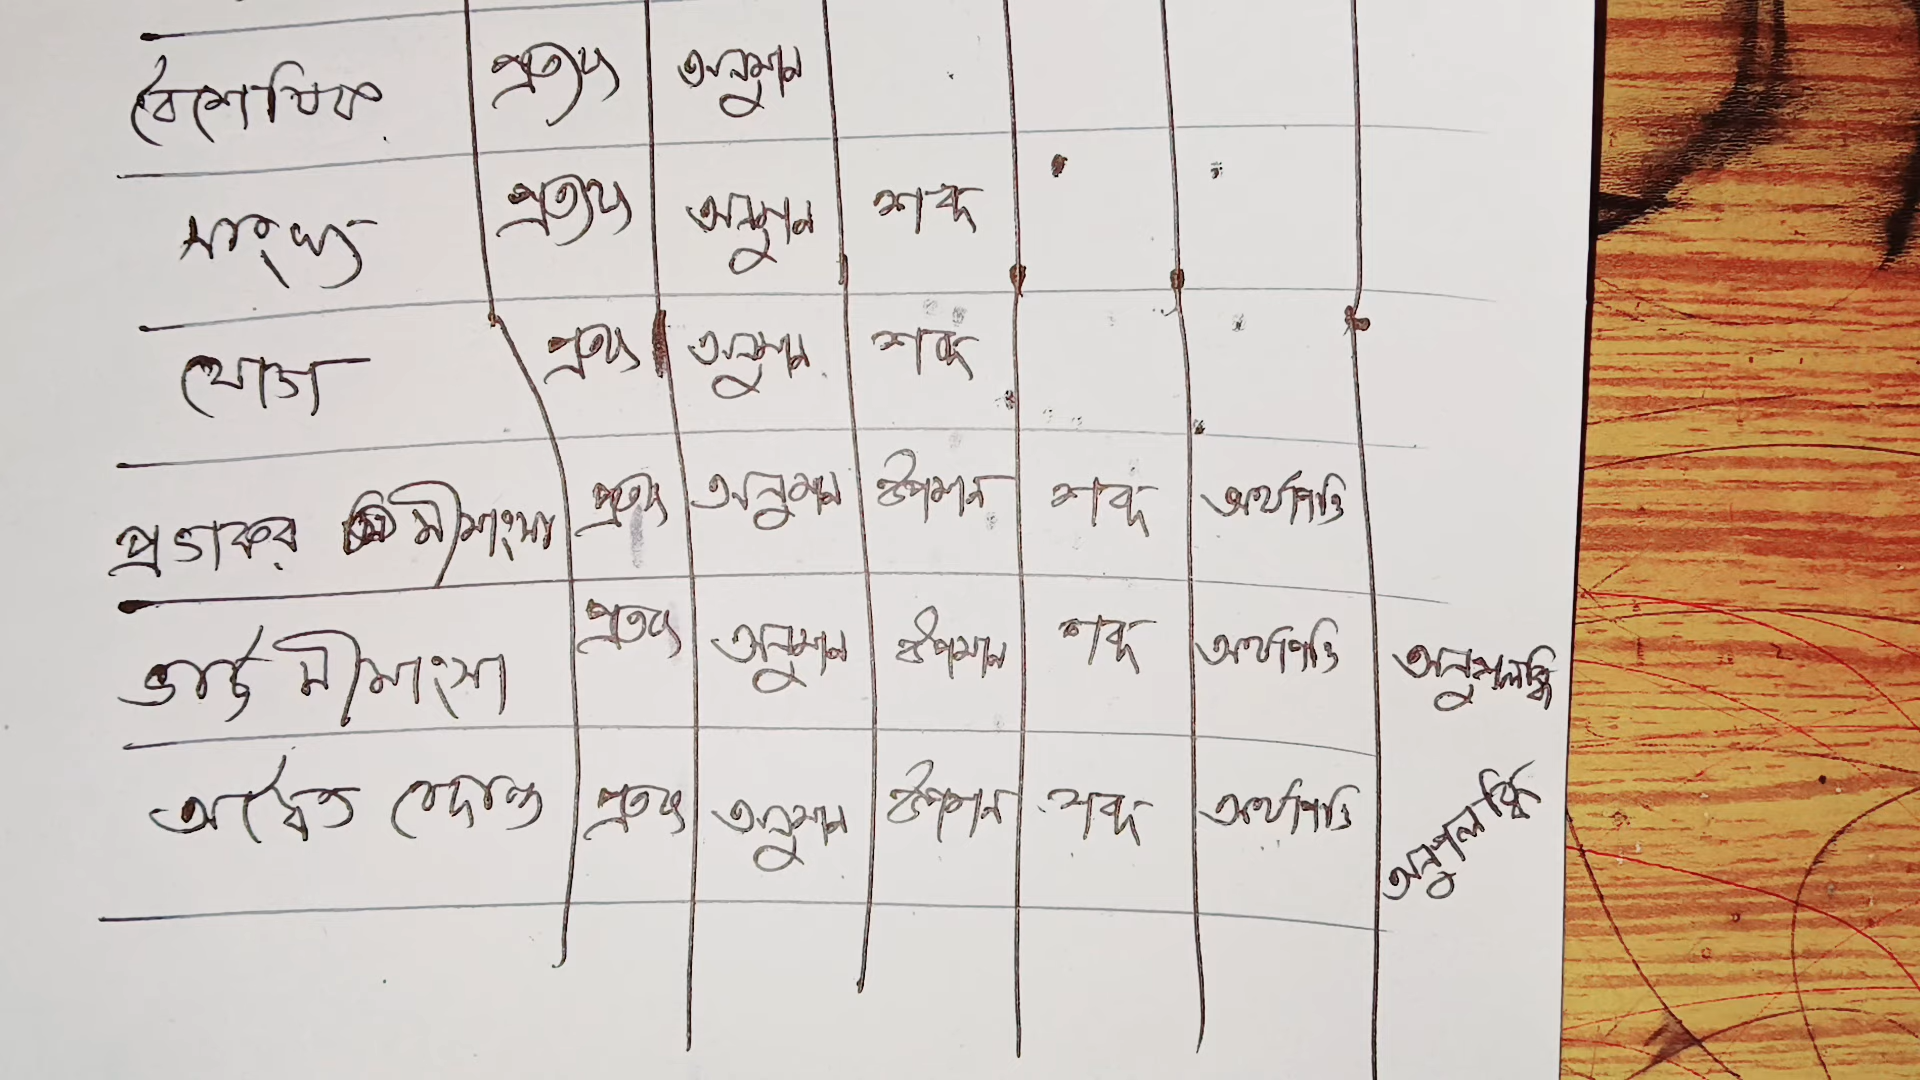 বৈশেষিক প্রত্যক্ষ অনুমান
সাংখ্য প্রত্যক্ষ অনুমান শব্দ
যোগ প্রত্যক্ষ অনুমান শব্দ
প্রভাকর মীমাংসা প্রত্যক্ষ অনুমান উপমান শব্দ অর্থাপত্তি
ভাট্ট মীমাংসা প্রত্যক্ষ অনুমান উপমান শব্দ অর্থাপত্তি অনুপলব্ধি
অদ্বৈত বেদান্ত প্রত্যক্ষ অনুমান উপমান শব্দ অর্থাপত্তি অনুপলব্ধি